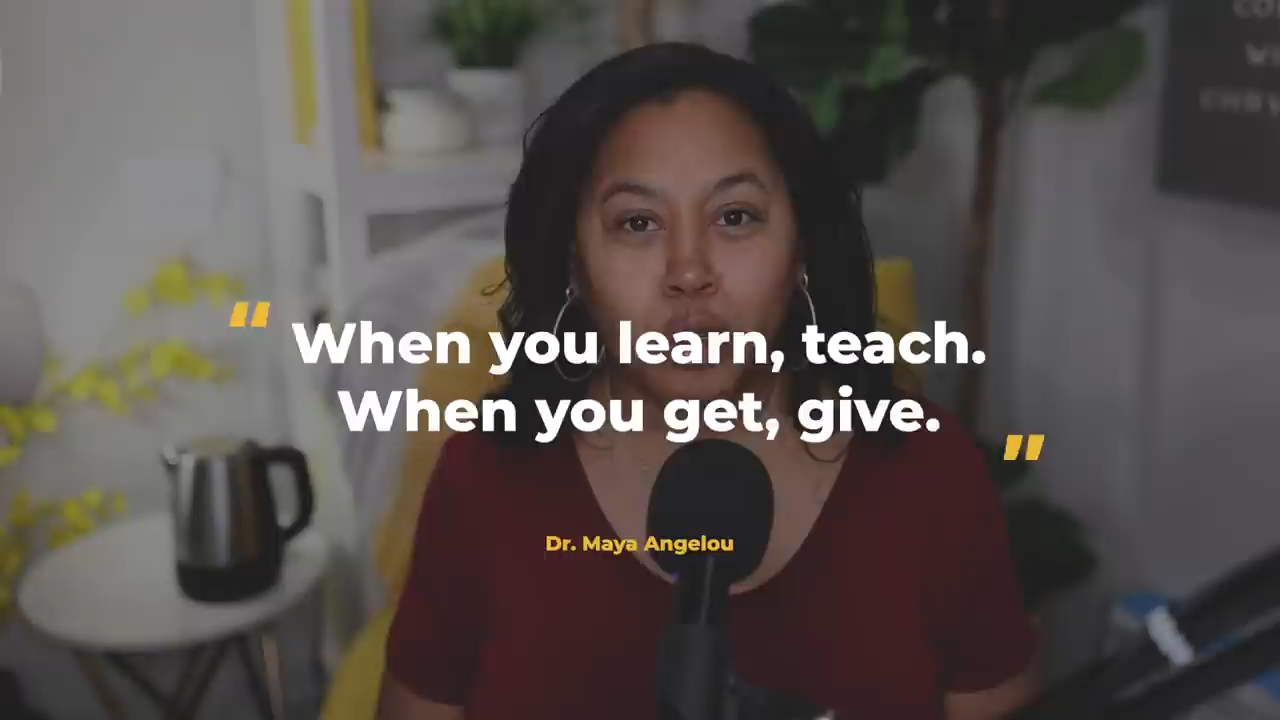 “When you learn, teach.
When you get, give.”
Dr. Maya Angelou